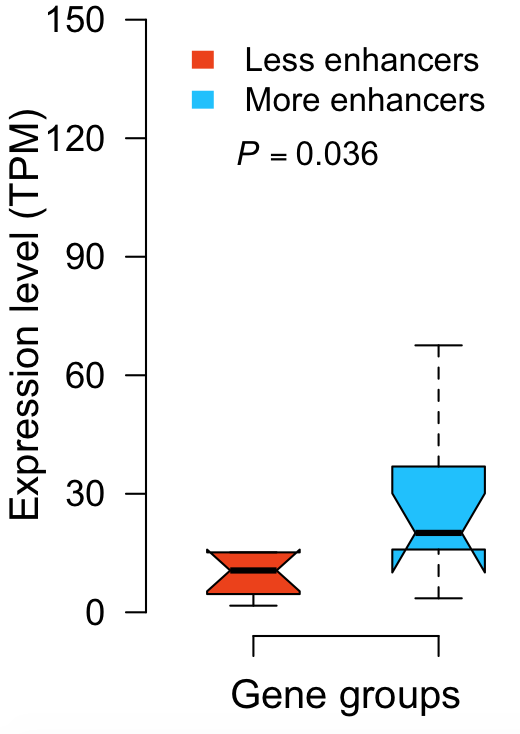 Expression level (TPM)
150
120
90
60
30
0
Less enhancers
More enhancers
P = 0.036
Gene groups